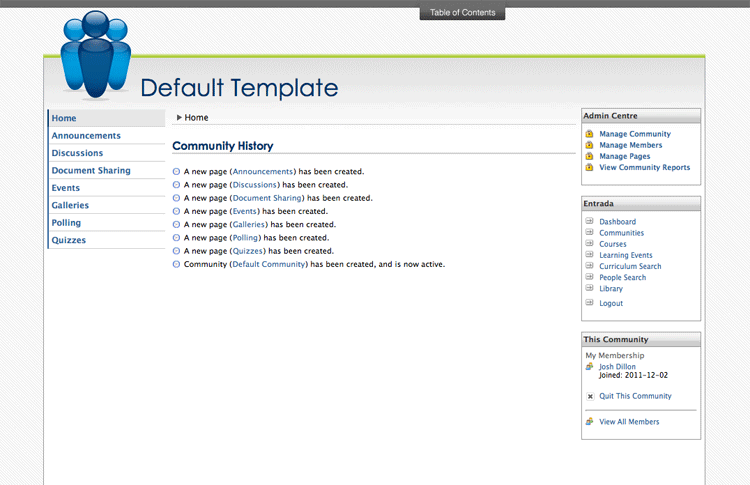 Table of Contents
Default Template
Home
Announcements
Discussions
Document Sharing
Events
Galleries
Polling
Quizzes
Home
Community History
A new page (Announcements) has been created.
A new page (Discussions) has been created.
A new page (Document Sharing) has been created.
A new page (Events) has been created.
A new page (Galleries) has been created.
A new page (Polling) has been created.
A new page (Quizzes) has been created.
Community (Default Community) has been created, and is now active.
Admin Centre
Manage Community
Manage Members
Manage Pages
View Community Reports
Entrada
Dashboard
Communities
Courses
Learning Events
Curriculum Search
People Search
Library
Logout
This Community
My Membership
Josh Dillon
Joined: 2011-12-02
Quit This Community
View All Members